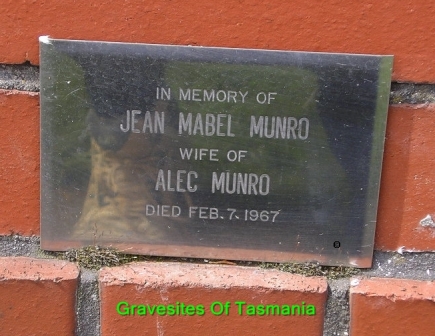 IN MEMORY OF
JEAN MABEL MUNRO
WIFE OF
ALEC MUNRO
DIED FEB. 7. 1967
Gravesites Of Tasmania